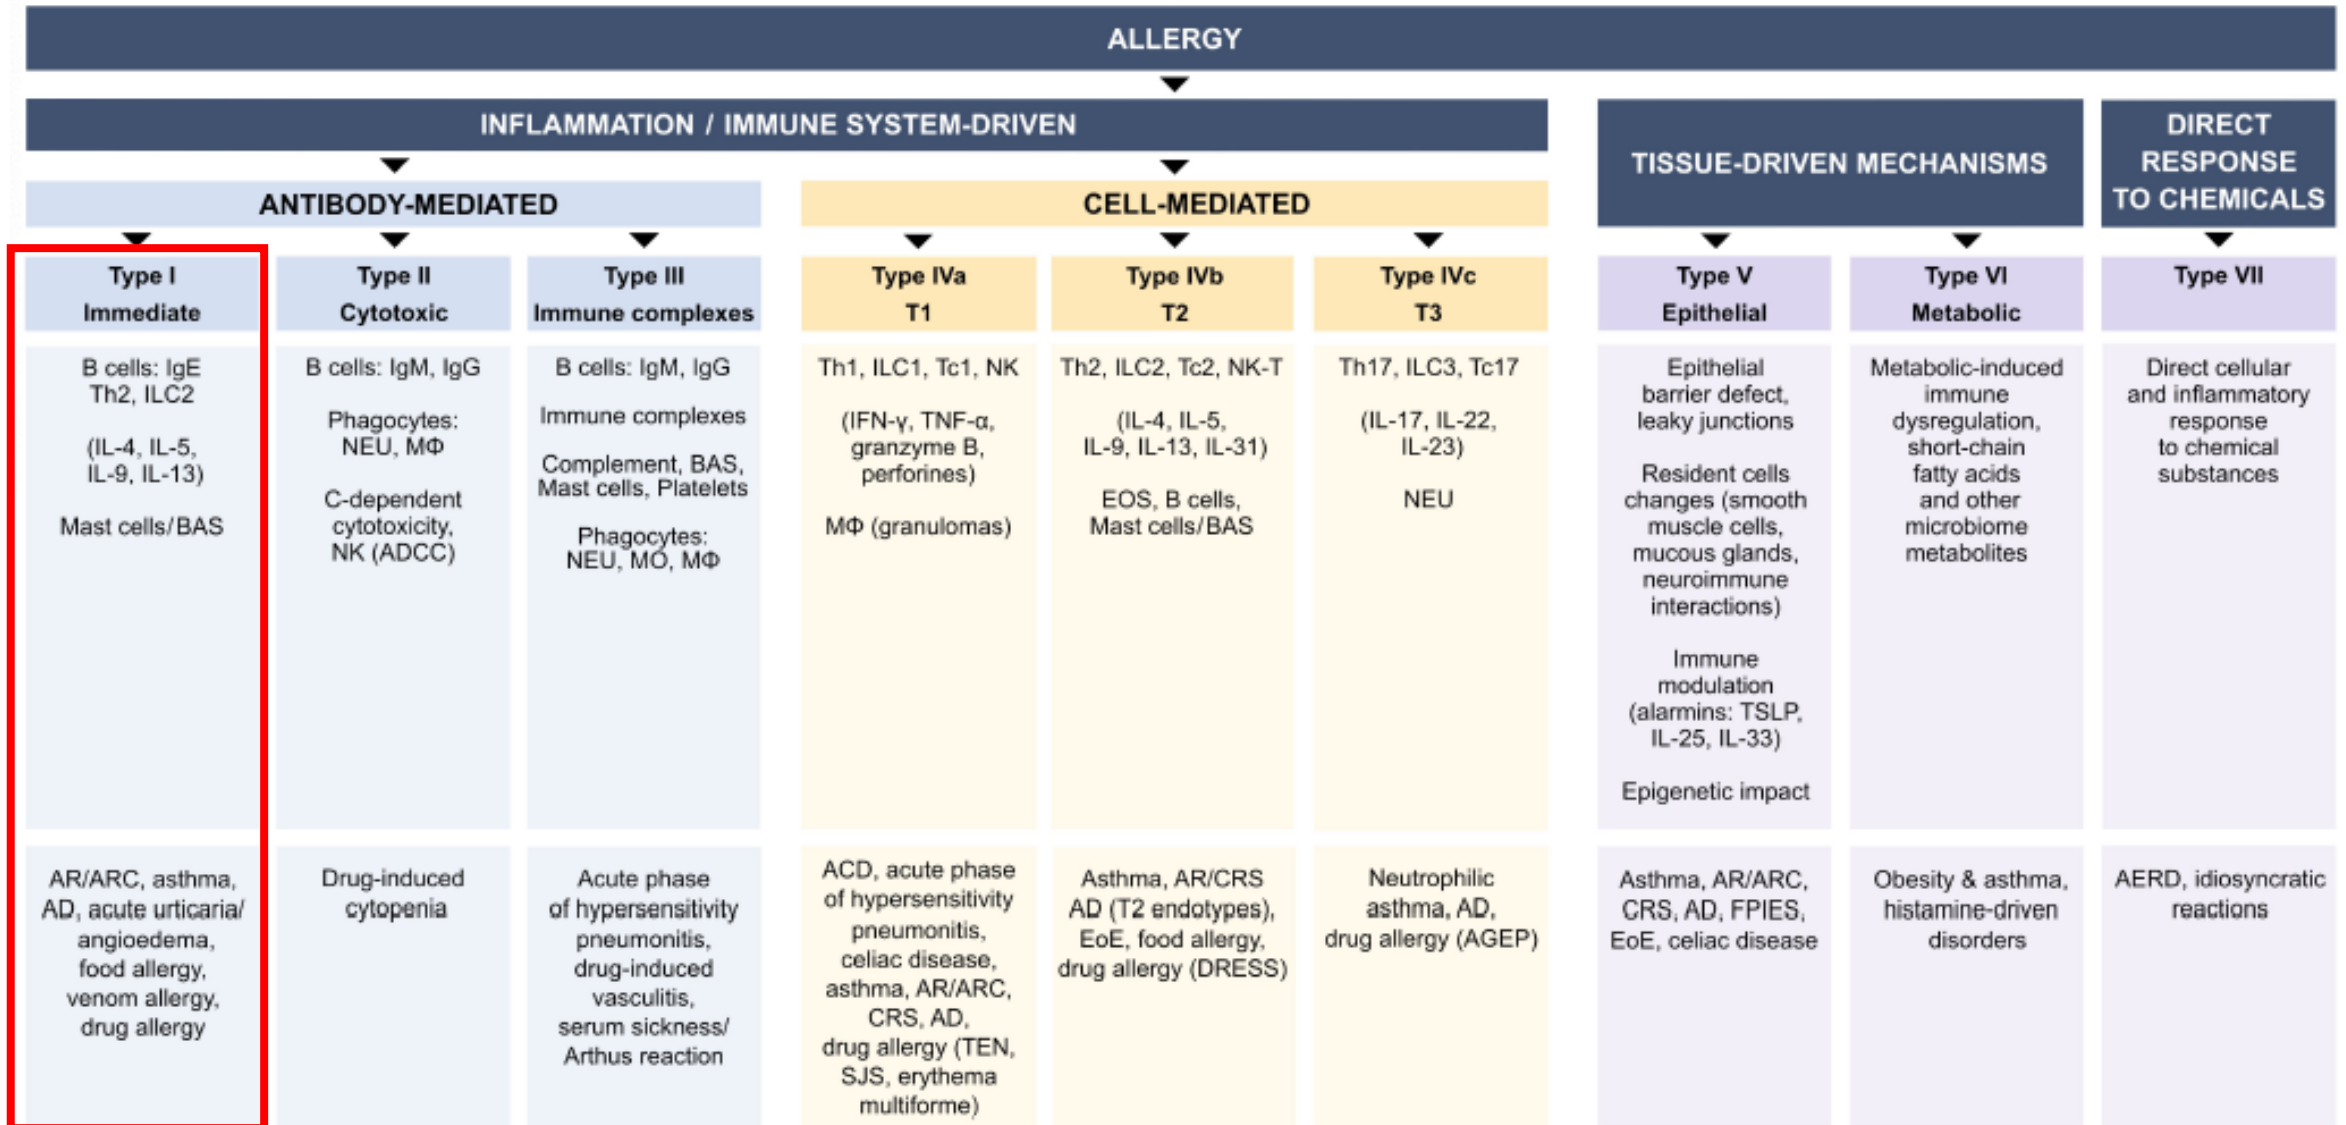 ALLERGY
INFLAMMATION / IMMUNE SYSTEM-DRIVEN
ANTIBODY-MEDIATED
Type I
Immediate
B cells: IgE
Th2, ILC2
(IL-4, IL-5,
IL-9, IL-13)
Mast cells/BAS
AR/ARC, asthma,
AD, acute urticaria/
angioedema,
food allergy,
venom allergy,
drug allergy
Type II
Cytotoxic
B cells: IgM, IgG
Phagocytes:
NEU, MΦ
C-dependent
cytotoxicity,
NK (ADCC)
Drug-induced
cytopenia
Type III
Immune complexes
B cells: IgM, IgG
Immune complexes
Complement, BAS,
Mast cells, Platelets
Phagocytes:
NEU, MO, MΦ
Acute phase
of hypersensitivity
pneumonitis,
drug-induced
vasculitis,
serum sickness/
Arthus reaction
CELL-MEDIATED
Type IVa
T1
Th1, ILC1, Tc1, NK
(IFN-γ, TNF-α,
granzyme B,
perforines)
MΦ (granulomas)
ACD, acute phase
of hypersensitivity
pneumonitis,
celiac disease,
asthma, AR/ARC,
CRS, AD,
drug allergy (TEN,
SJS, erythema
multiforme)
Type IVb
T2
Th2, ILC2, Tc2, NK-T
(IL-4, IL-5,
IL-9, IL-13, IL-31)
EOS, B cells,
Mast cells/BAS
Asthma, AR/CRS
AD (T2 endotypes),
EoE, food allergy,
drug allergy (DRESS)
Type IVc
T3
Th17, ILC3, Tc17
(IL-17, IL-22,
IL-23)
NEU
Neutrophilic
asthma, AD,
drug allergy (AGEP)
TISSUE-DRIVEN MECHANISMS
Type V
Epithelial
Epithelial
barrier defect,
leaky junctions
Resident cells
changes (smooth
muscle cells,
mucous glands,
neuroimmune
interactions)
Immune
modulation
(alarmins: TSLP,
IL-25, IL-33)
Epigenetic impact
Asthma, AR/ARC,
CRS, AD, FPIES,
EoE, celiac disease
Type VI
Metabolic
Metabolic-induced
immune
dysregulation,
short-chain
fatty acids
and other
microbiome
metabolites
Obesity & asthma,
histamine-driven
disorders
DIRECT
RESPONSE
TO CHEMICALS
Type VII
Direct cellular
and inflammatory
response
to chemical
substances
AERD, idiosyncratic
reactions